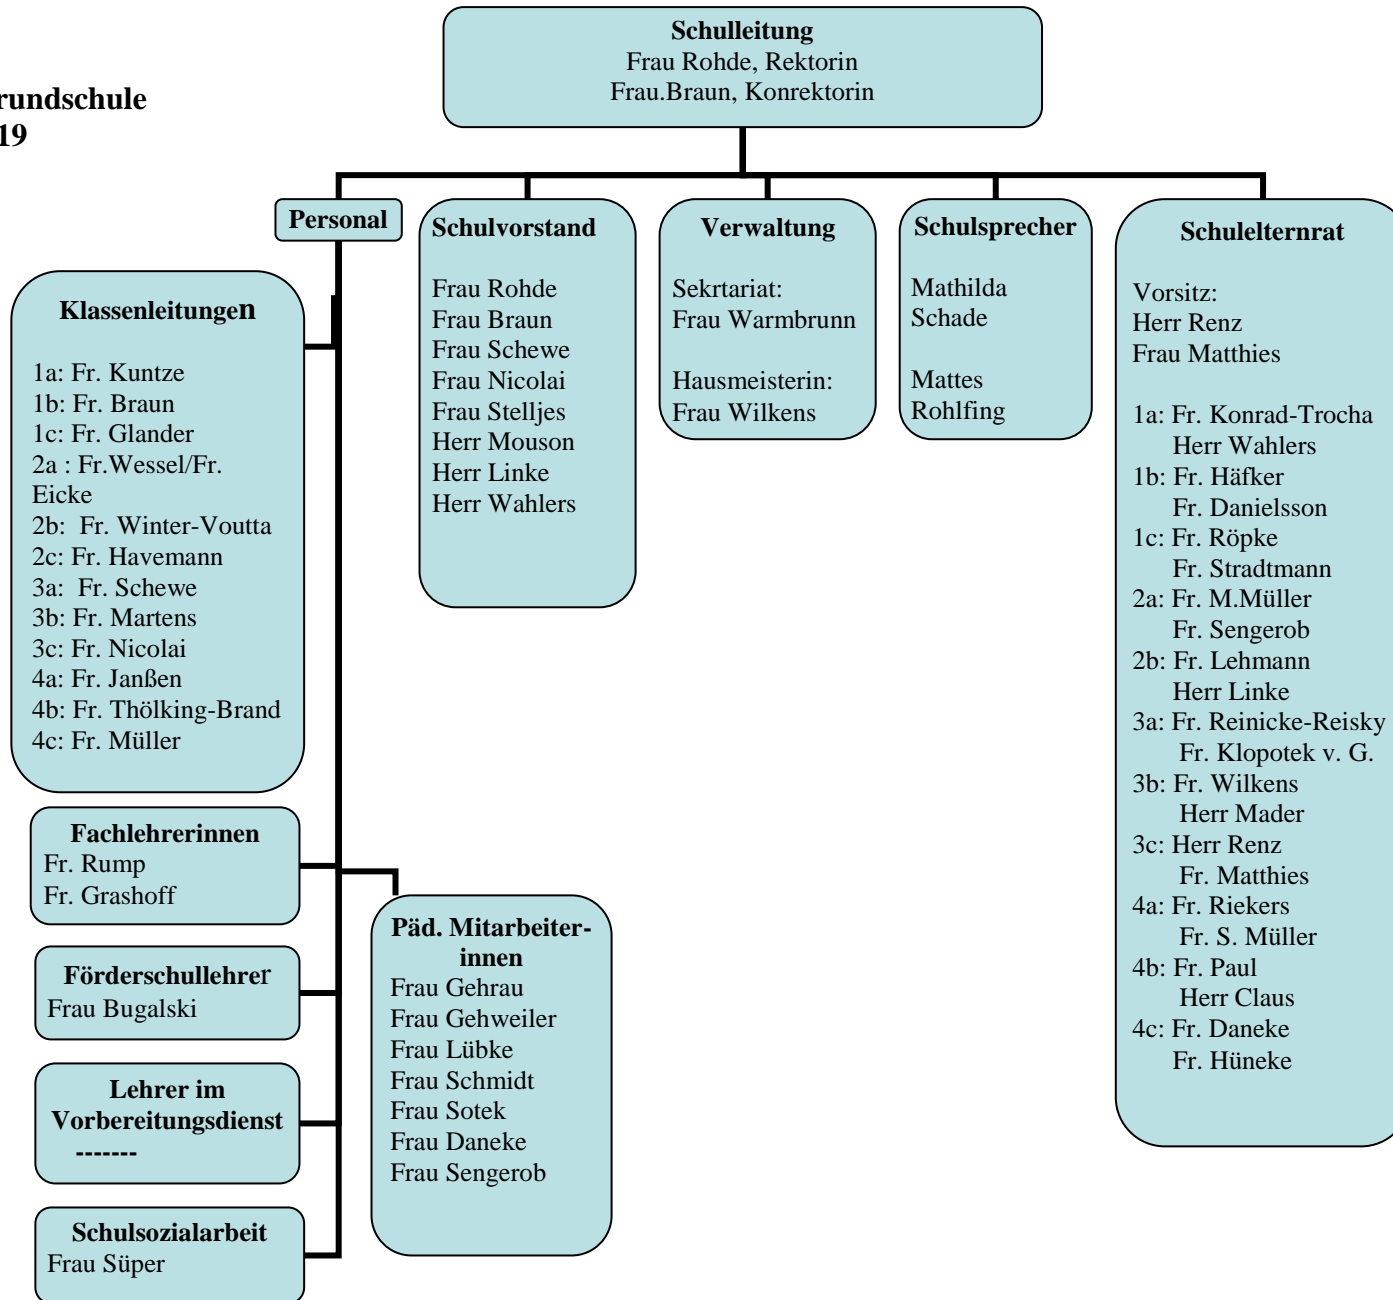 Schulleitung
Frau Rohde, Rektorin
Frau.Braun, Konrektorin
rundschule
19
Personal
Klassenleitungen
1a: Fr. Kuntze
1b: Fr. Braun
1c: Fr. Glander
2a : Fr.Wessel/Fr.
Eicke
2b:  Fr. Winter-Voutta
2c: Fr. Havemann
3a:  Fr. Schewe
3b: Fr. Martens
3c: Fr. Nicolai
4a: Fr. Janßen
4b: Fr. Thölking-Brand
4c: Fr. Müller
Fachlehrerinnen
Fr. Rump
Fr. Grashoff
Förderschullehrer
Frau Bugalski
Lehrer im
Vorbereitungsdienst
-------
Schulsozialarbeit
Frau Süper
Päd. Mitarbeiter-
innen
Frau Gehrau
Frau Gehweiler
Frau Lübke
Frau Schmidt
Frau Sotek
Frau Daneke
Frau Sengerob
Schulvorstand
Frau Rohde
Frau Braun
Frau Schewe
Frau Nicolai
Frau Stelljes
Herr Mouson
Herr Linke
Herr Wahlers
Verwaltung
Sekrtariat:
Frau Warmbrunn
Hausmeisterin:
Frau Wilkens
Schulsprecher
Mathilda
Schade
Mattes
Rohlfing
Schulelternrat
Vorsitz:
Herr Renz
Frau Matthies
1a: Fr. Konrad-Trocha
Herr Wahlers
1b: Fr. Häfker
Fr. Danielsson
1c: Fr. Röpke
Fr. Stradtmann
2a: Fr. M.Müller
Fr. Sengerob
2b: Fr. Lehmann
Herr Linke
3a: Fr. Reinicke-Reisky
Fr. Klopotek v. G.
3b: Fr. Wilkens
Herr Mader
3c: Herr Renz
Fr. Matthies
4a: Fr. Riekers
Fr. S. Müller
4b: Fr. Paul
Herr Claus
4c: Fr. Daneke
Fr. Hüneke